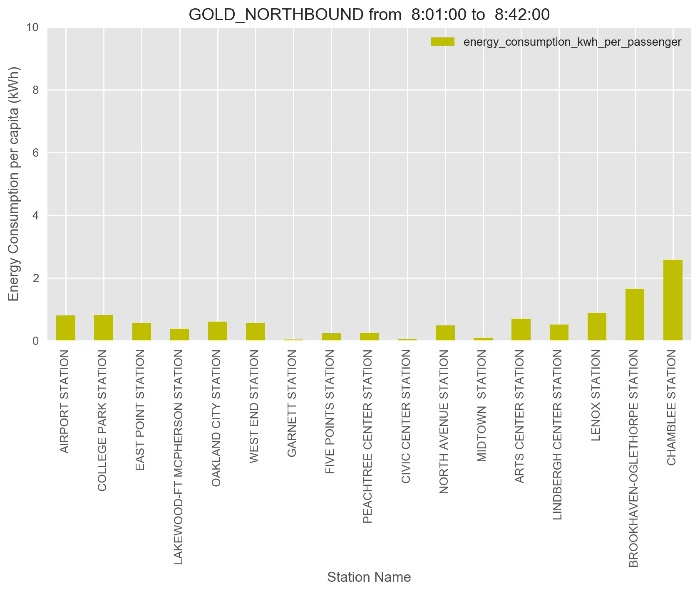 GOLD_NORTHBOUND from  8:01:00 to  8:42:00
energy_consumption_kwh_per_passenger
Energy Consumption per capita (kWh)
10
8
6
4
2
0
AIRPORT STATION
COLLEGE PARK STATION
EAST POINT STATION
LAKEWOOD-FT MCPHERSON STATION
OAKLAND CITY STATION
WEST END STATION
GARNETT STATION
FIVE POINTS STATION
PEACHTREE CENTER STATION
CIVIC CENTER STATION
NORTH AVENUE STATION
MIDTOWN  STATION
ARTS CENTER STATION
LINDBERGH CENTER STATION
LENOX STATION
BROOKHAVEN-OGLETHORPE STATION
CHAMBLEE STATION
Station Name